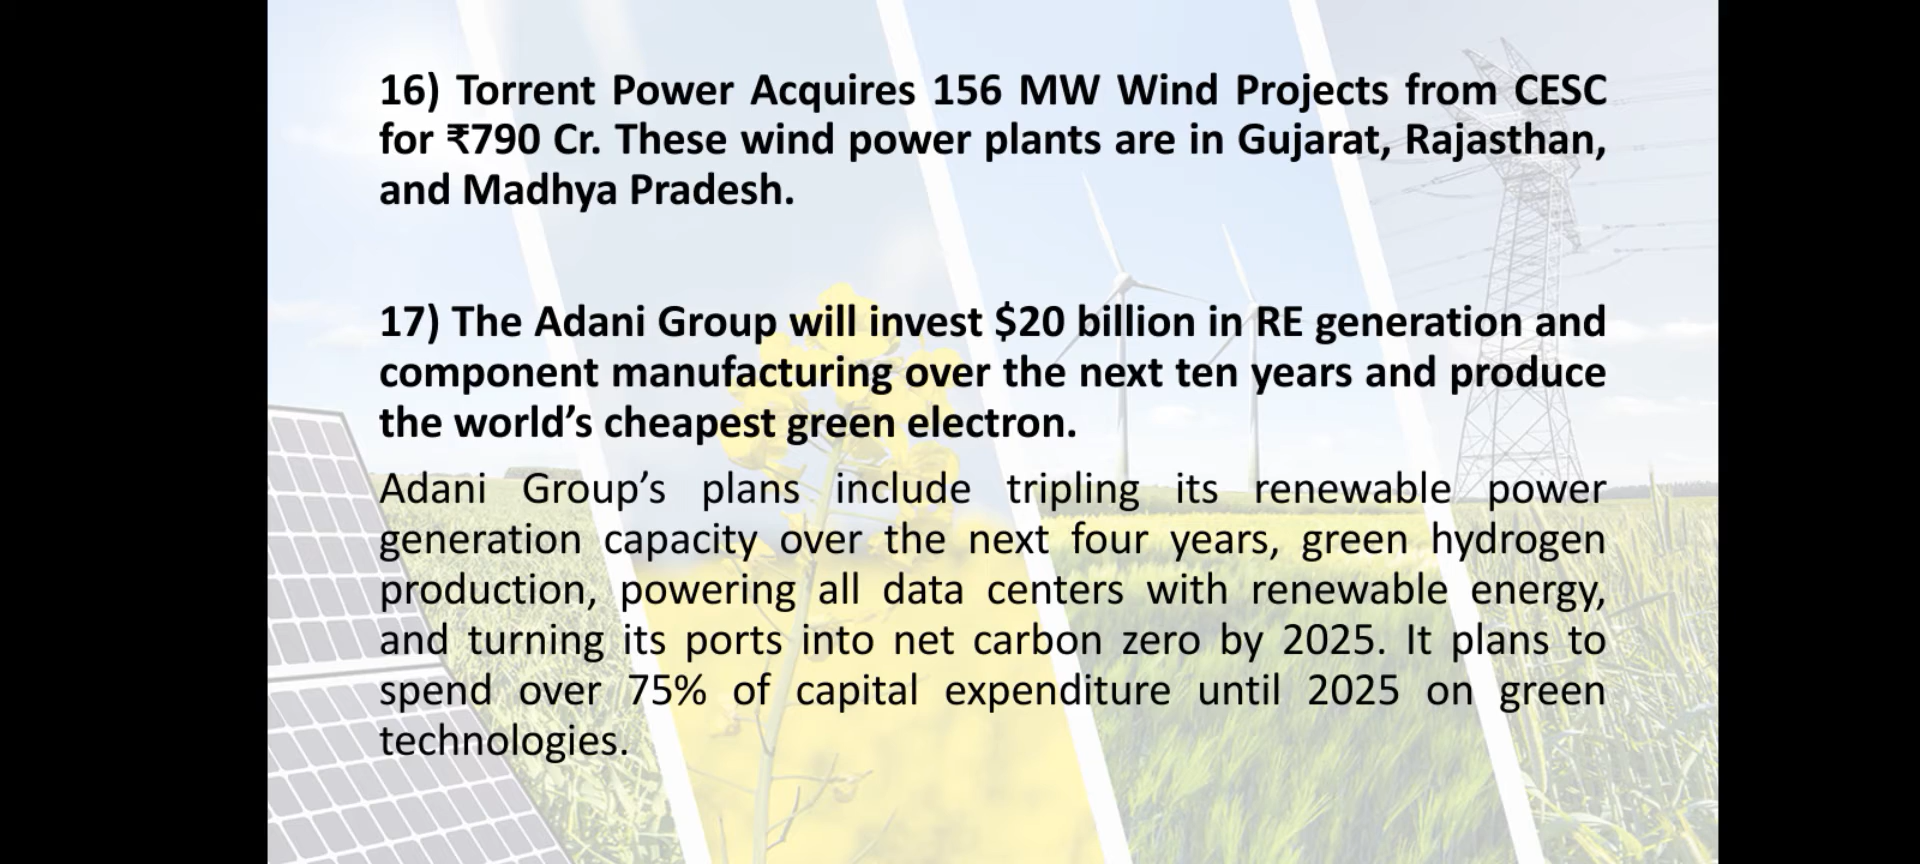 16) Torrent Power Acquires 156 MW Wind Projects from CESC
for ₹790 Cr. These wind power plants are in Gujarat, Rajasthan,
and Madhya Pradesh.
17) The Adani Group will invest $20 billion in RE generation and
component manufacturing over the next ten years and produce
the world’s cheapest green electron.
Adani Group’s plans include tripling its renewable power
generation capacity over the next four years, green hydrogen
production, powering all data centers with renewable energy,
and turning its ports into net carbon zero by 2025. It plans to
spend over 75% of capital expenditure until 2025 on green
technologies.